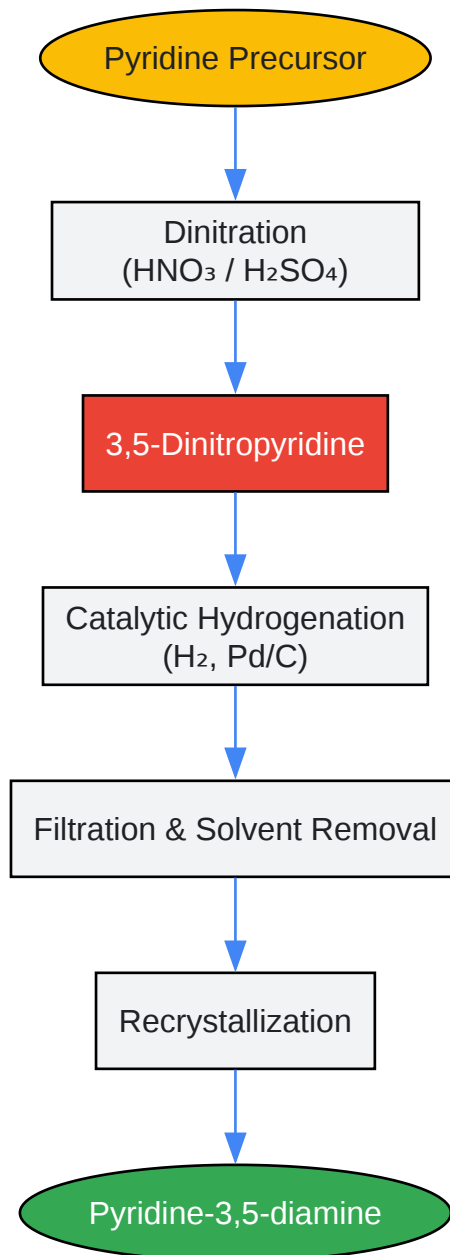 Pyridine Precursor
Dinitration
(HNO₃ / H₂SO₄)
3,5-Dinitropyridine
Catalytic Hydrogenation
(H₂, Pd/C)
Filtration & Solvent Removal
Recrystallization
Pyridine-3,5-diamine